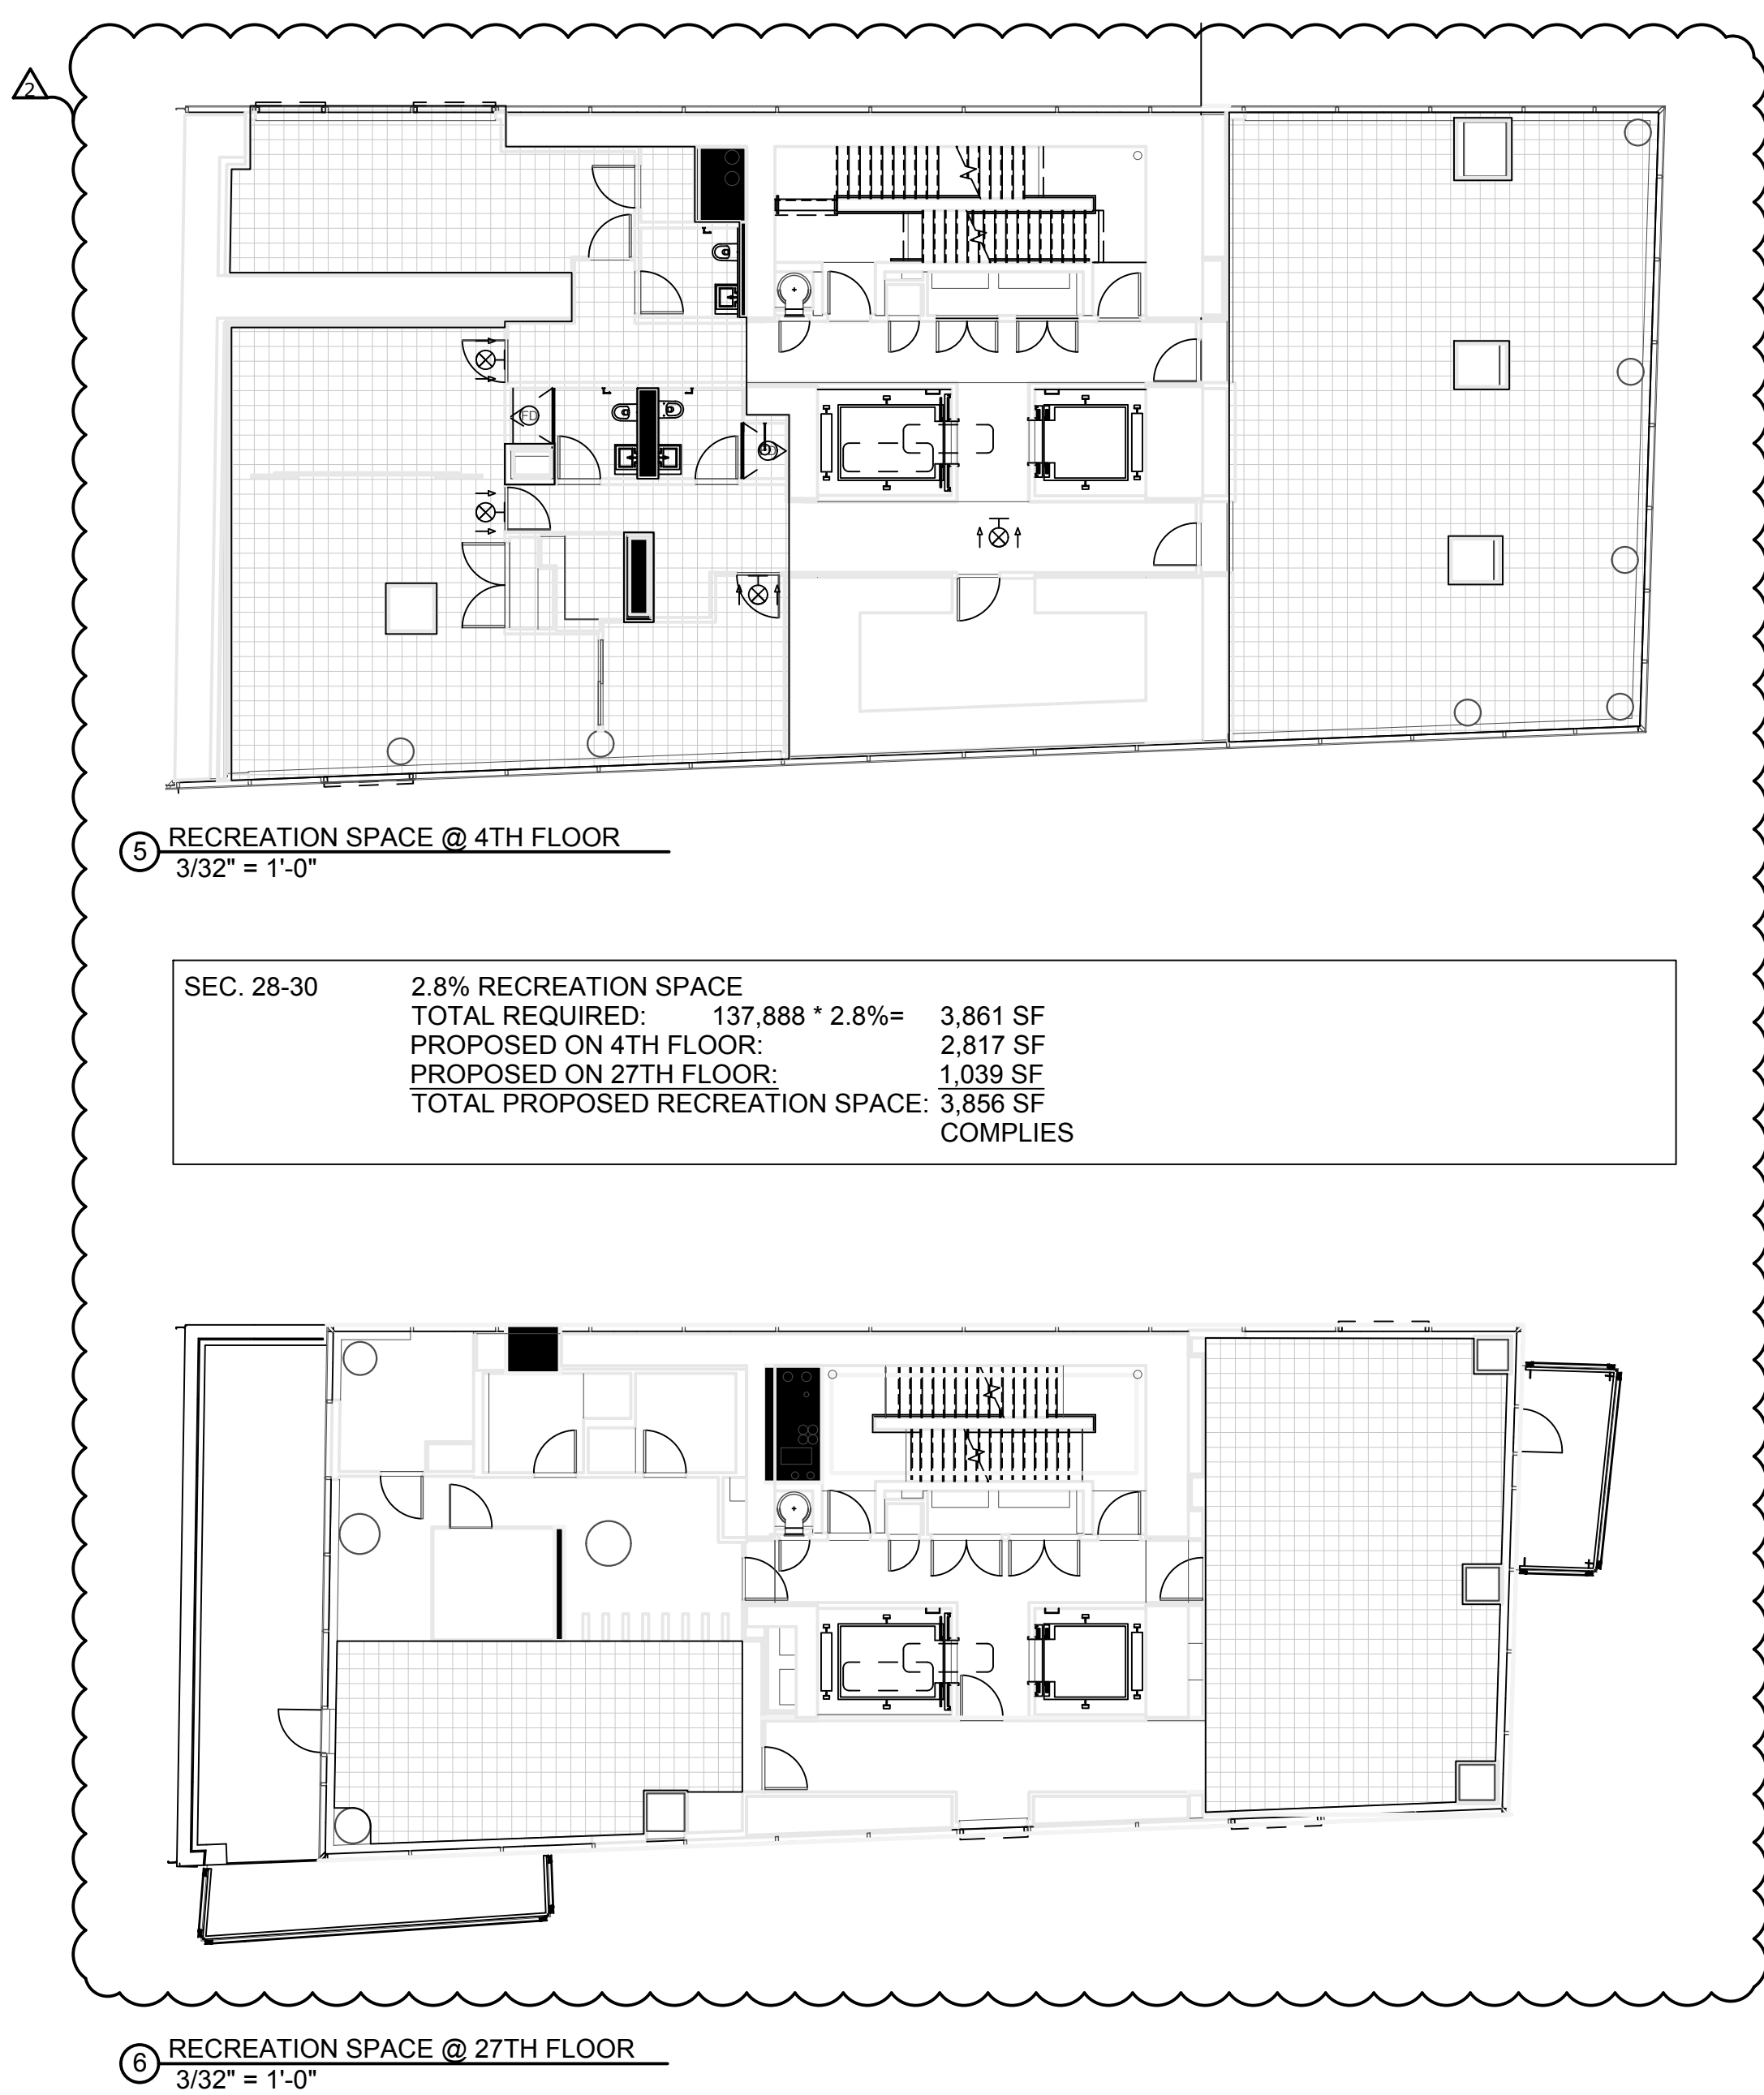 2
FD
5 RECREATION SPACE @ 4TH FLOOR
3/32" = 1'-0"
SEC. 28-30 2.8% RECREATION SPACE
TOTAL REQUIRED: 137,888 * 2.8%= 3,861 SF
PROPOSED ON 4TH FLOOR: 2,817 SF
PROPOSED ON 27TH FLOOR: 1,039 SF
TOTAL PROPOSED RECREATION SPACE: 3,856 SF
COMPLIES
6 RECREATION SPACE @ 27TH FLOOR
3/32" = 1'-0"